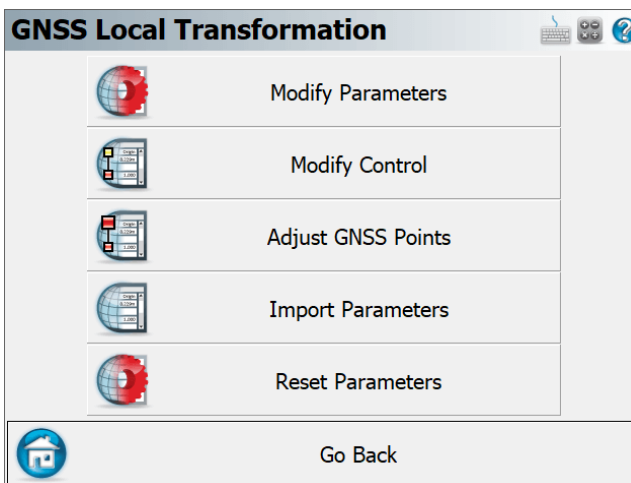 GNSS Local Transformation
Modify Parameters
Modify Control
Adjust GNSS Points
Import Parameters
Reset Parameters
Go Back